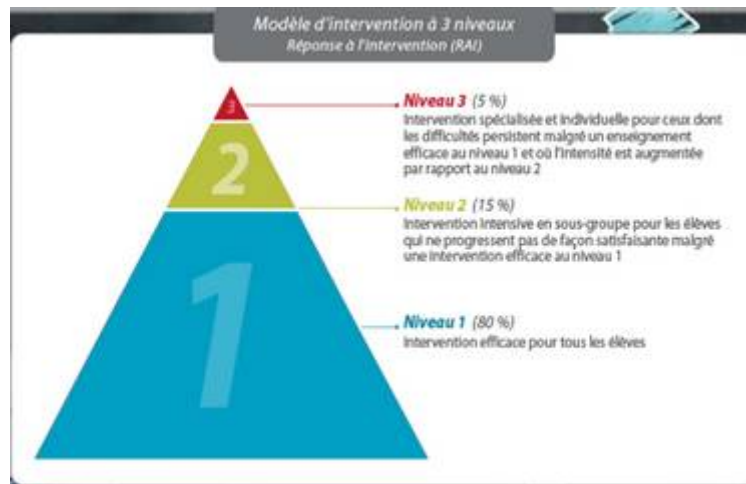 Modèle d'intervention à 3 niveaux
Réponse à l'intervention (RAI)
3
Niveau 3 (5 %)
Intervention spécialisée et individuelle pour ceux dont
les difficultés persistent malgré un enseignement
efficace au niveau 1 et où l'intensité est augmentée
par rapport au niveau 2
2
Niveau 2 (15 %)
Intervention intensive en sous-groupe pour les élèves
qui ne progressent pas de façon satisfaisante malgré
une intervention efficace au niveau 1
1
Niveau 1 (80 %)
Intervention efficace pour tous les élèves